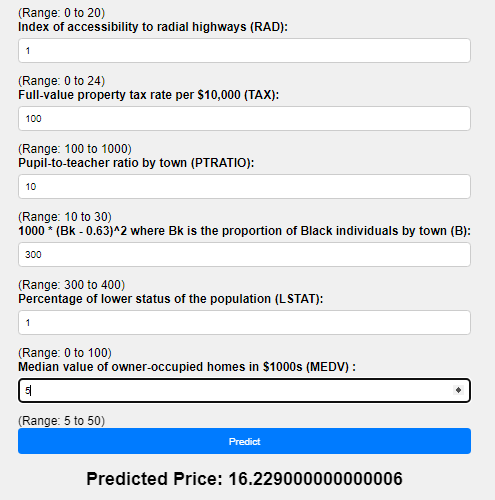 (Range: 0 to 20)
Index of accessibility to radial highways (RAD):
1
(Range: 0 to 24)
Full-value property tax rate per $10,000 (TAX):
100
(Range: 100 to 1000)
Pupil-to-teacher ratio by town (PTRATIO):
10
(Range: 10 to 30)
1000 * (Bk - 0.63)^2 where Bk is the proportion of Black individuals by town (B):
300
(Range: 300 to 400)
Percentage of lower status of the population (LSTAT):
1
(Range: 0 to 100)
Median value of owner-occupied homes in $1000s (MEDV) :
5
(Range: 5 to 50)
Predict
Predicted Price: 16.229000000000006